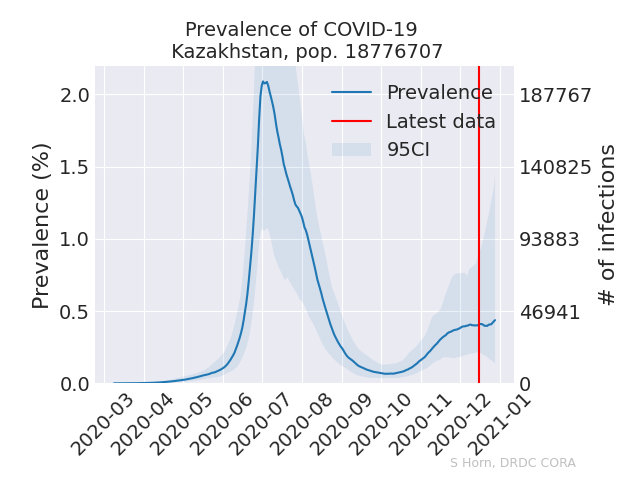 Prevalence of COVID-19
Kazakhstan, pop. 18776707
Prevalence (%)
2.0
1.5
1.0
0.5
0.0
Prevalence
Latest data
95CI
187767
140825
93883
46941
0
# of infections
2020-03
2020-04
2020-05
2020-06
2020-07
2020-08
2020-09
2020-10
2020-11
2020-12
2021-01
S Horn, DRDC CORA